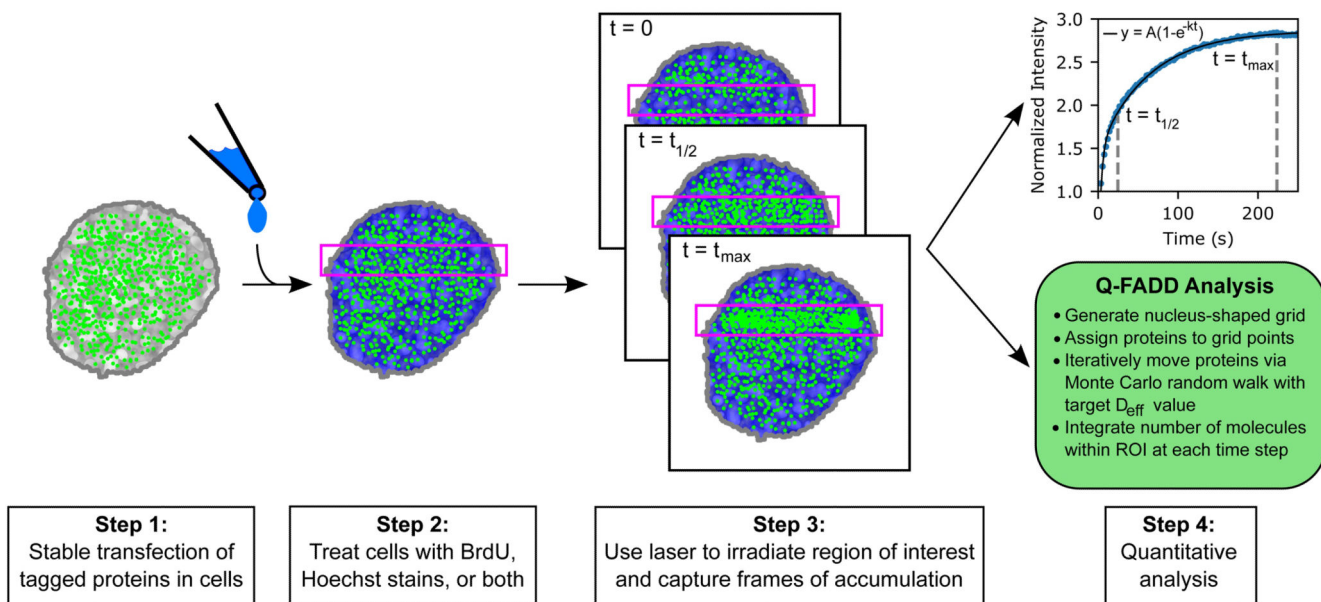 t = 0
t = t1/2
t = tmax
Normalized Intensity
3.0
2.5
2.0
1.5
1.0
y = A(1-e-kt)
t = tmax
t = t1/2
0
100
200
Time (s)
Q-FADD Analysis
• Generate nucleus-shaped grid
• Assign proteins to grid points
• Iteratively move proteins via
Monte Carlo random walk with
target Deff value
• Integrate number of molecules
within ROI at each time step
Step 1:
Stable transfection of
tagged proteins in cells
Step 2:
Treat cells with BrdU,
Hoechst stains, or both
Step 3:
Use laser to irradiate region of interest
and capture frames of accumulation
Step 4:
Quantitative
analysis